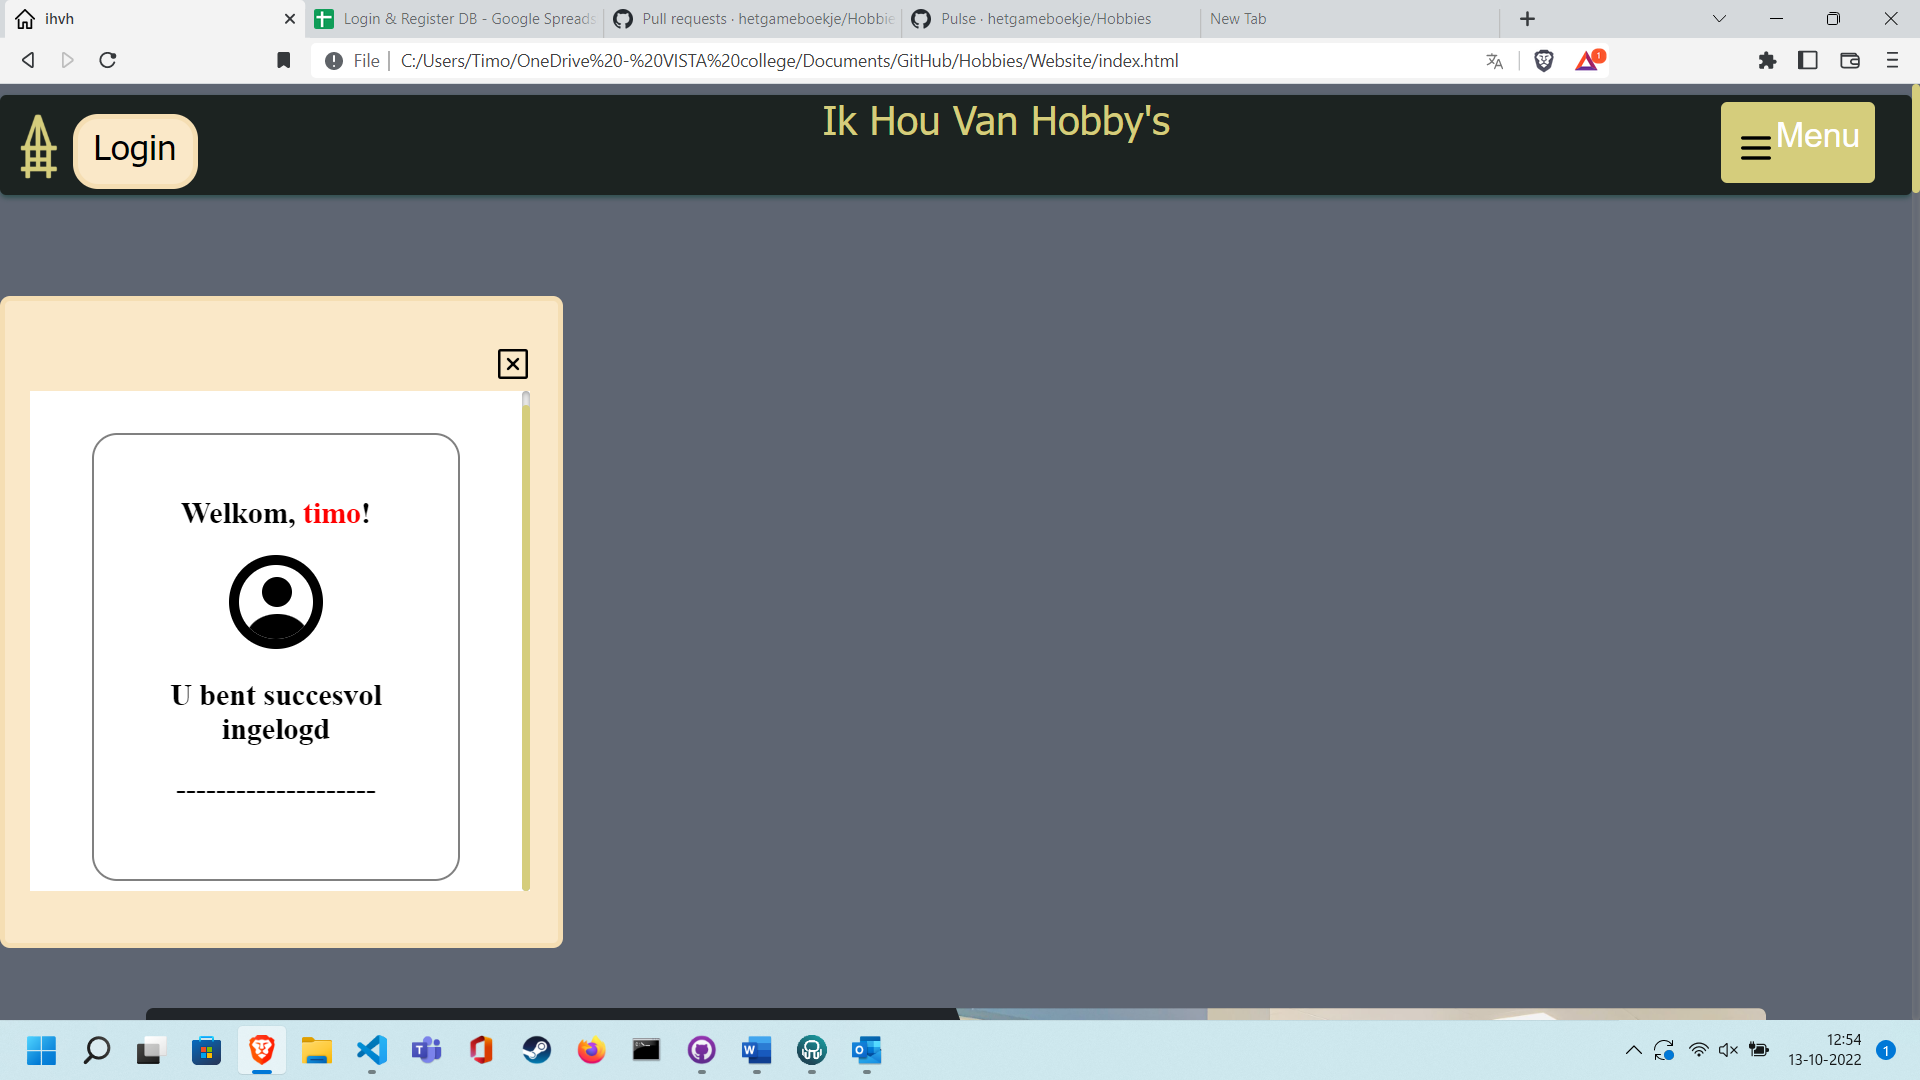 ihvh
Login & Register DB - Google Spreads
Pull requests · hetgameboekje/Hobbie
Pulse · hetgameboekje/Hobbies
New Tab
File
C:/Users/Timo/OneDrive%20-%20VISTA%20college/Documents/GitHub/Hobbies/Website/index.html
1
Login
Ik Hou Van Hobby's
Menu
Welkom, timo!
U bent succesvol
ingelogd
--------------------
12:54
13-10-2022
1